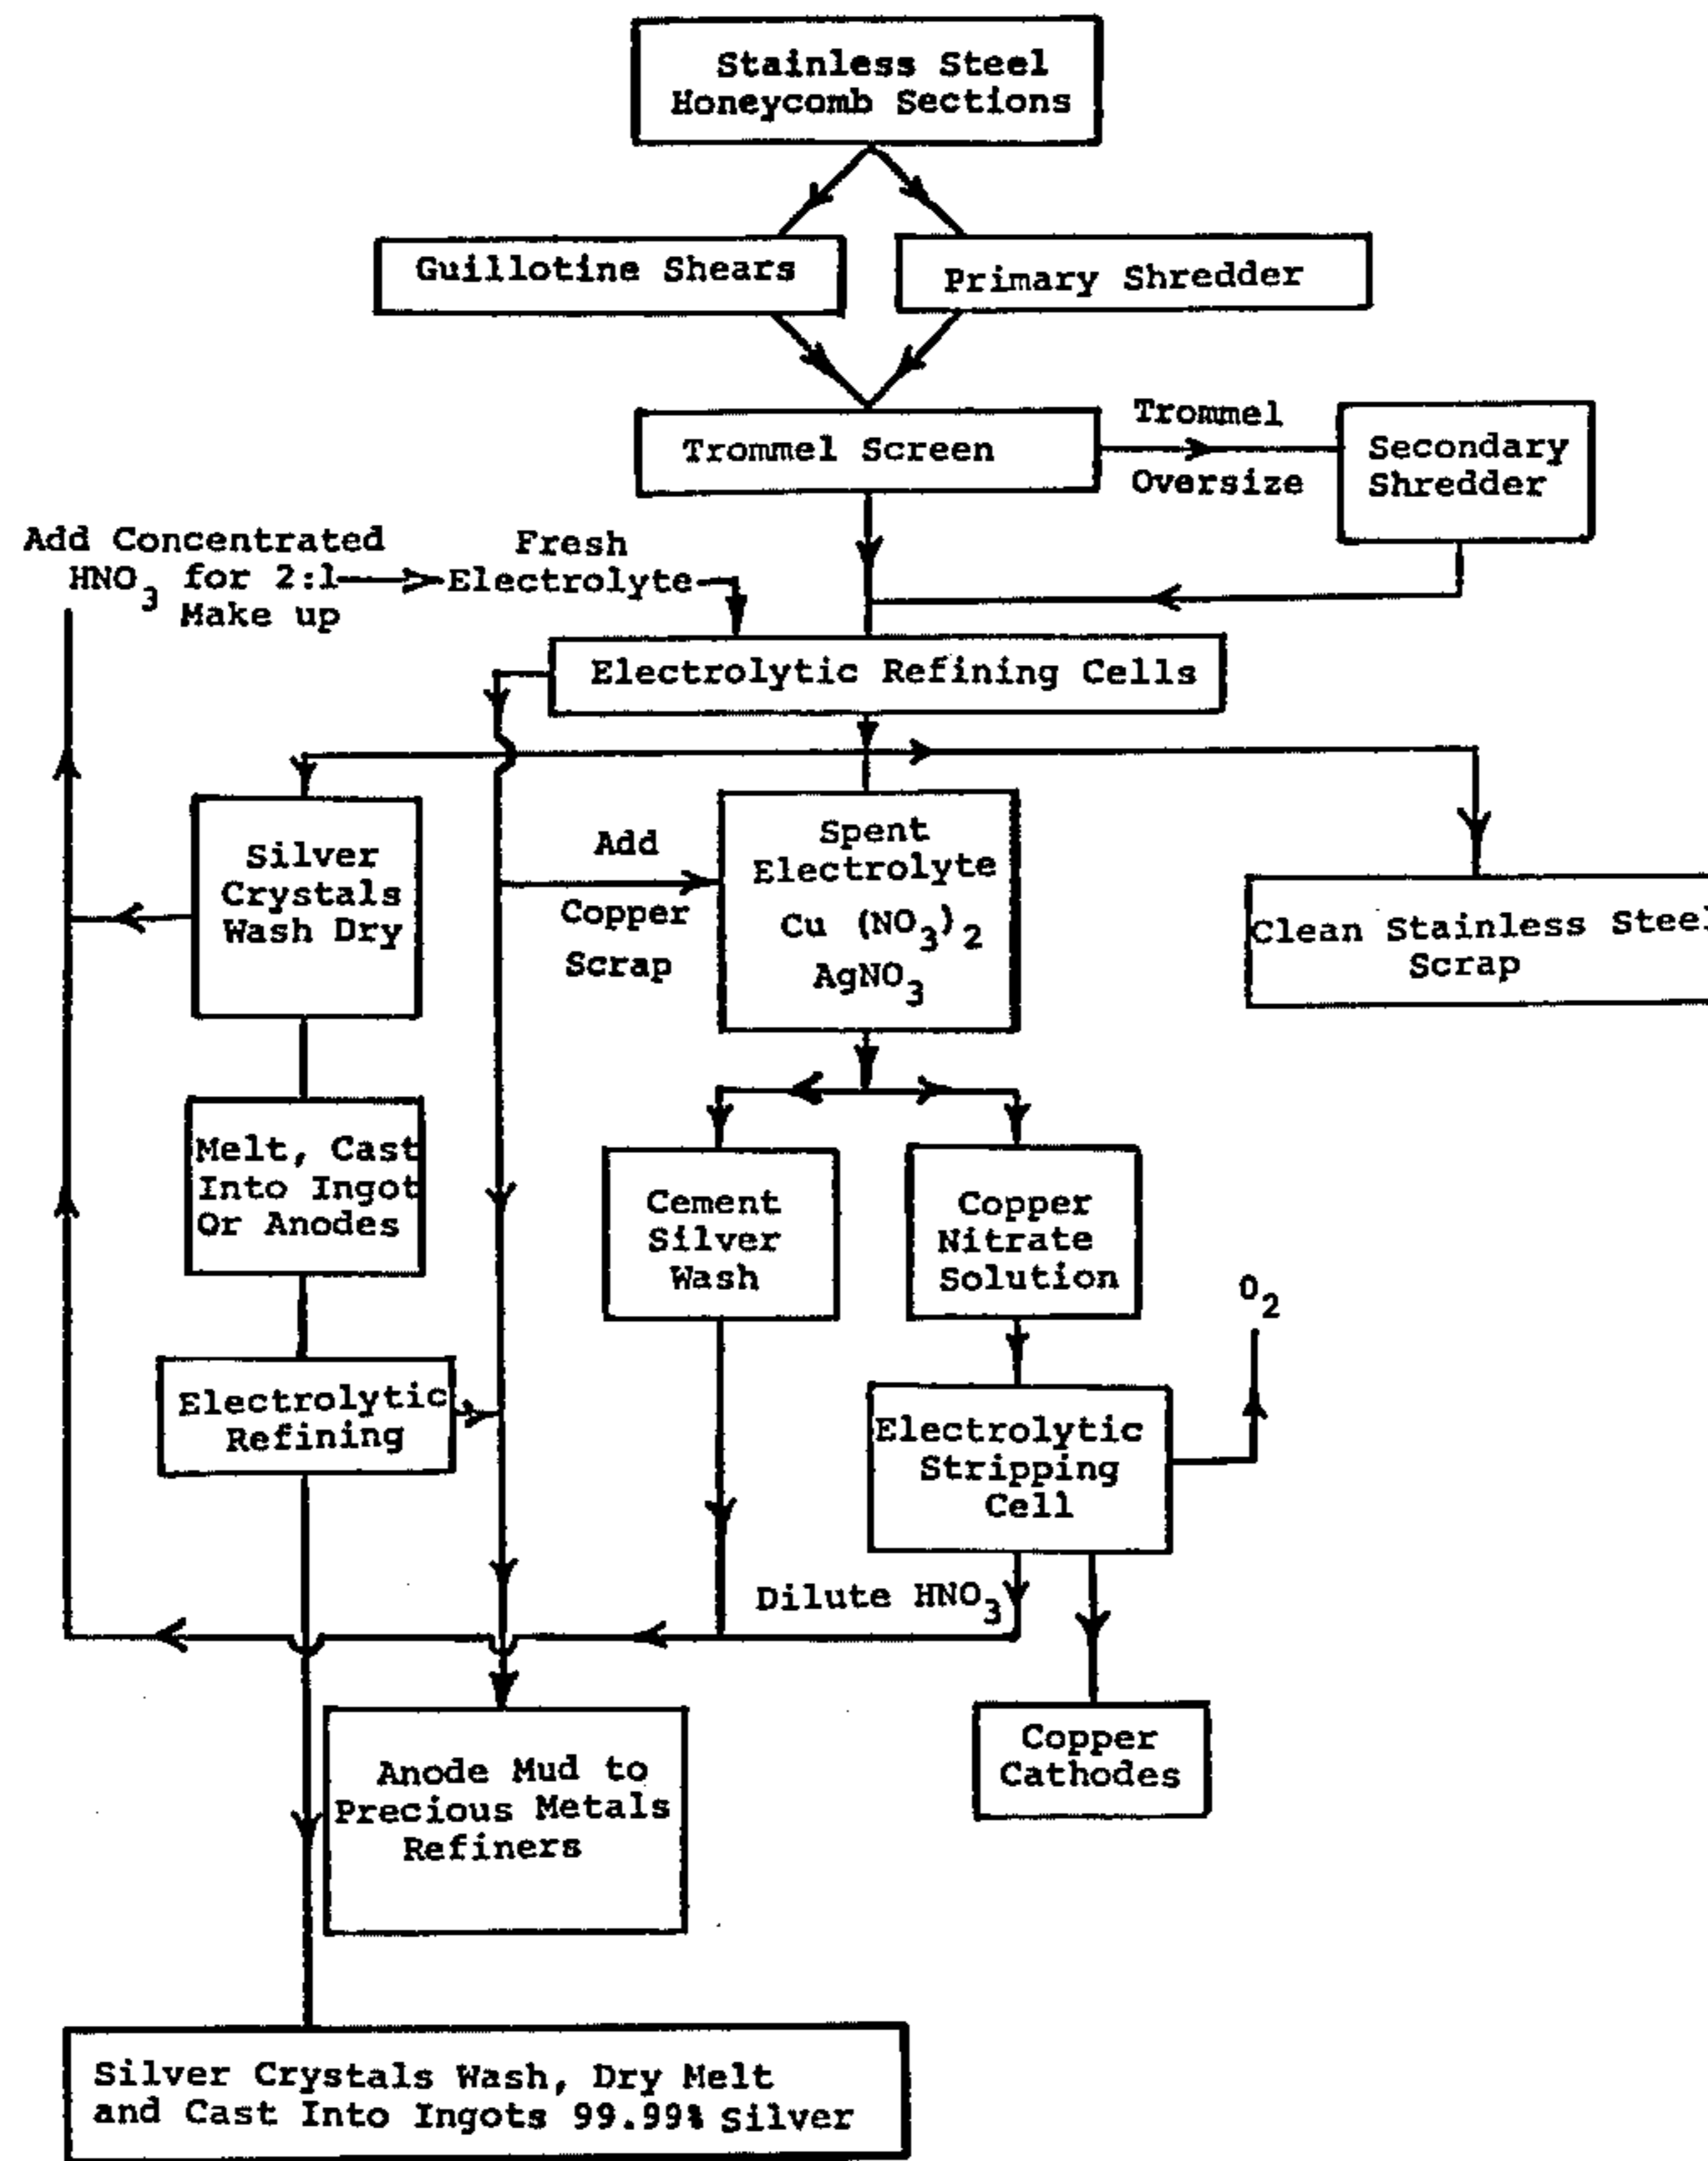 Stainless Steel
Honeycomb Sections
Guillotine Shears
Primary Shredder
Trommel Screen
Trommel
Oversize
Secondary
Shredder
Add Concentrated
HNO3 for 2:1
Make up
Fresh
Electrolyte
Electrolytic Refining Cells
Silver
Crystals
Wash Dry
Add
Copper
Scrap
Spent
Electrolyte
Cu (NO3)2
AgNO3
Clean Stainless Steel
Scrap
Melt, Cast
Into Ingot
Or Anodes
Cement
Silver
Wash
Copper
Nitrate
Solution
O2
Electrolytic
Refining
Electrolytic
Stripping
Cell
Dilute HNO3
Anode Mud to
Precious Metals
Refiners
Copper
Cathodes
Silver Crystals Wash, Dry Melt
and Cast Into Ingots 99.99% Silver